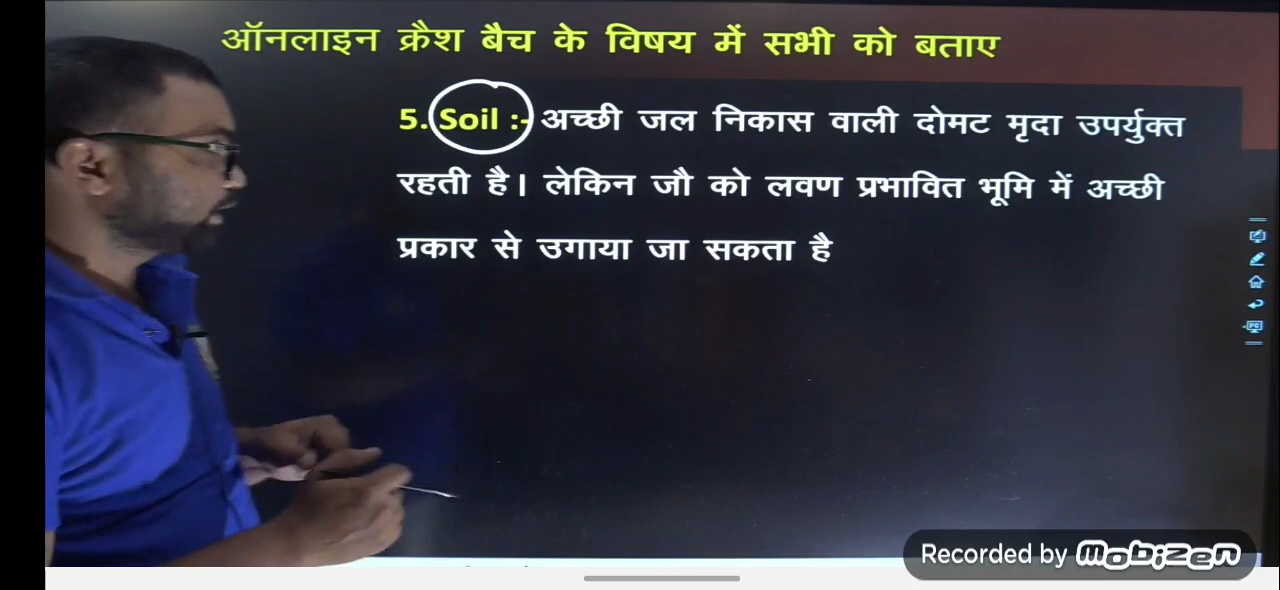 ऑनलाइन क्रैश बैच के विषय में सभी को बताए
5. Soil :- अच्छी जल निकास वाली दोमट मृदा उपर्युक्त
रहती है। लेकिन जौ को लवण प्रभावित भूमि में अच्छी
प्रकार से उगाया जा सकता है
Recorded by Mobizen